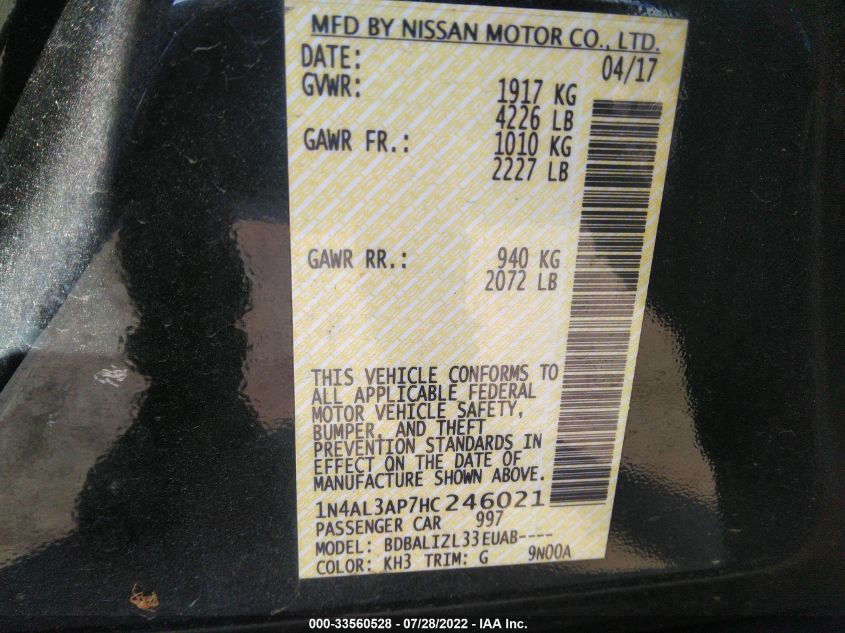 MFD BY NISSAN MOTOR CO., LTD.
DATE: 04/17
GVWR: 1917 KG
4226 LB
GAWR FR.: 1010 KG
2227 LB
GAWR RR.: 940 KG
2072 LB
THIS VEHICLE CONFORMS TO
ALL APPLICABLE FEDERAL
MOTOR VEHICLE SAFETY,
BUMPER, AND THEFT
PREVENTION STANDARDS IN
EFFECT ON THE DATE OF
MANUFACTURE SHOWN ABOVE.
1N4AL3AP7HC246021
PASSENGER CAR 997
MODEL: BDBALIZL33EUAB----
COLOR: KH3 TRIM: G 9N00A
000-33560528 - 07/28/2022 - IAA Inc.